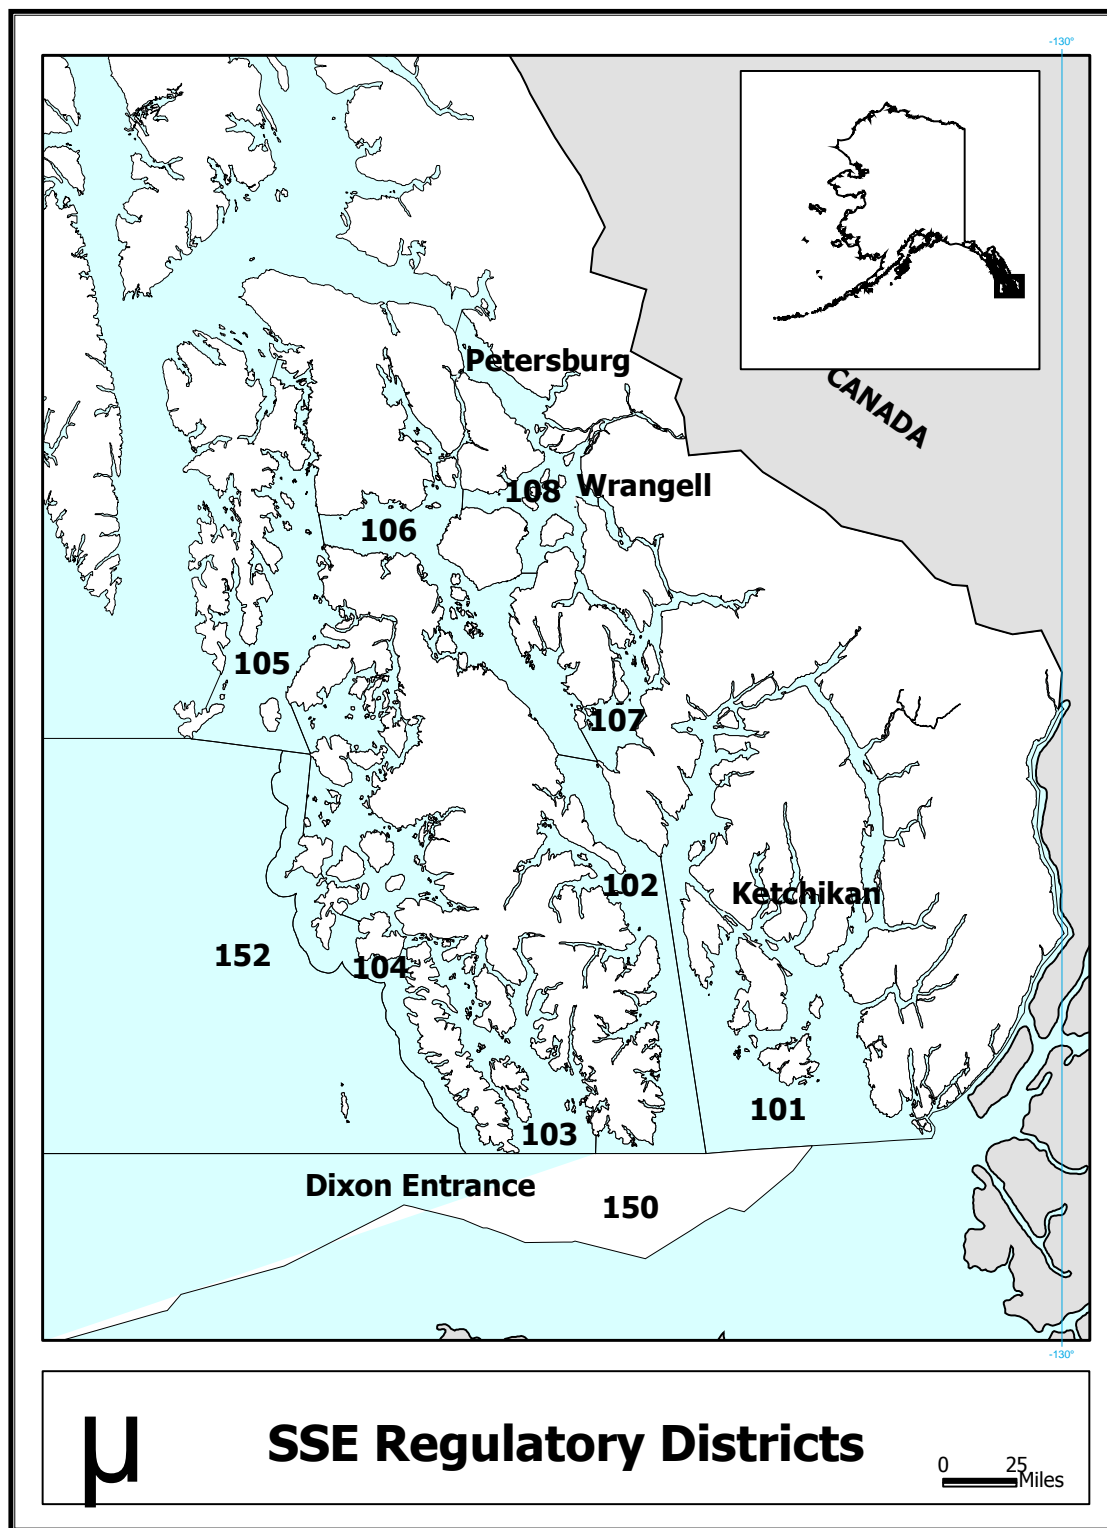 -130°
Petersburg
CANADA
108
Wrangell
106
105
107
102
Ketchikan
152
104
101
103
Dixon Entrance
150
-130°
µ
SSE Regulatory Districts
0 25
Miles